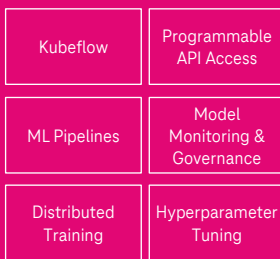 Kubeflow
Programmable
API Access
ML Pipelines
Model
Monitoring &
Governance
Distributed
Training
Hyperparameter
Tuning